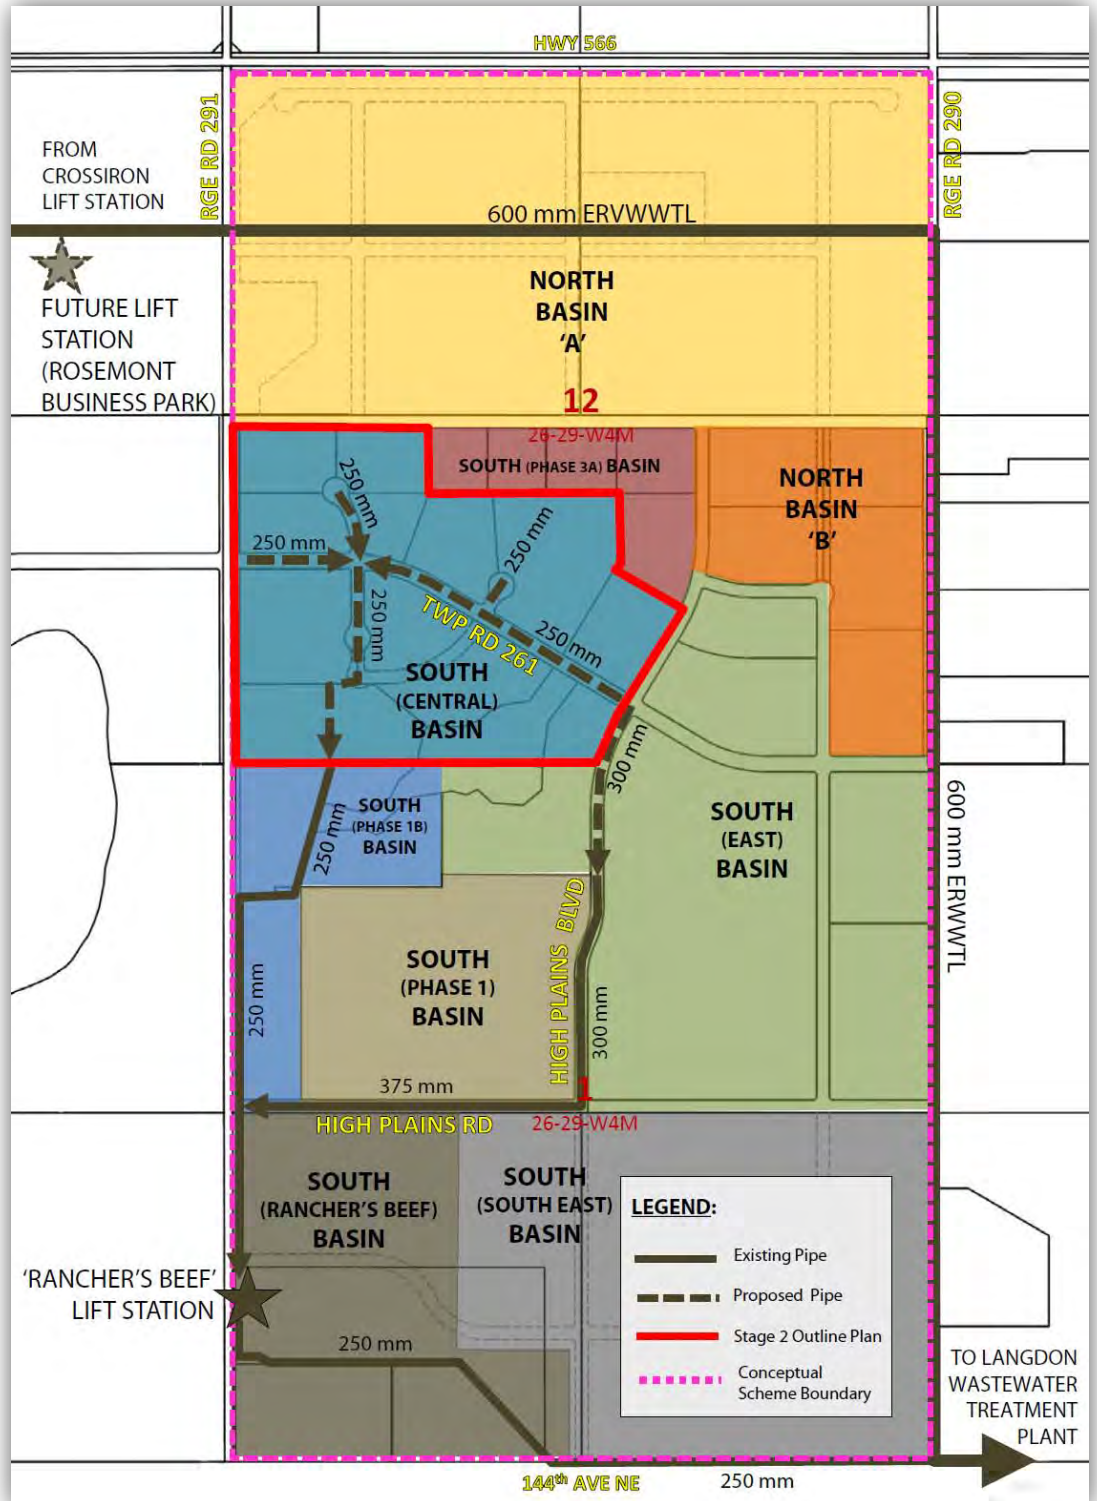 HWY 566
RGE RD 291
RGE RD 290
FROM
CROSSIRON
LIFT STATION
600 mm ERVWWTL
FUTURE LIFT
STATION
(ROSEMONT
BUSINESS PARK)
NORTH
BASIN
'A'
12
26-29-W4M
SOUTH (PHASE 3A) BASIN
NORTH
BASIN
'B'
250 mm
250 mm
250 mm
250 mm
250 mm
TWP RD 261
SOUTH
(CENTRAL)
BASIN
300 mm
250 mm
SOUTH
(PHASE 1B)
BASIN
SOUTH
(EAST)
BASIN
600 mm ERWWTL
HIGH PLAINS BLVD
SOUTH
(PHASE 1)
BASIN
250 mm
300 mm
375 mm
1
HIGH PLAINS RD
26-29-W4M
SOUTH
(RANCHER'S BEEF)
BASIN
SOUTH
(SOUTH EAST)
BASIN
LEGEND:
Existing Pipe
Proposed Pipe
Stage 2 Outline Plan
Conceptual
Scheme Boundary
'RANCHER'S BEEF'
LIFT STATION
250 mm
TO LANGDON
WASTEWATER
TREATMENT
PLANT
144th AVE NE
250 mm